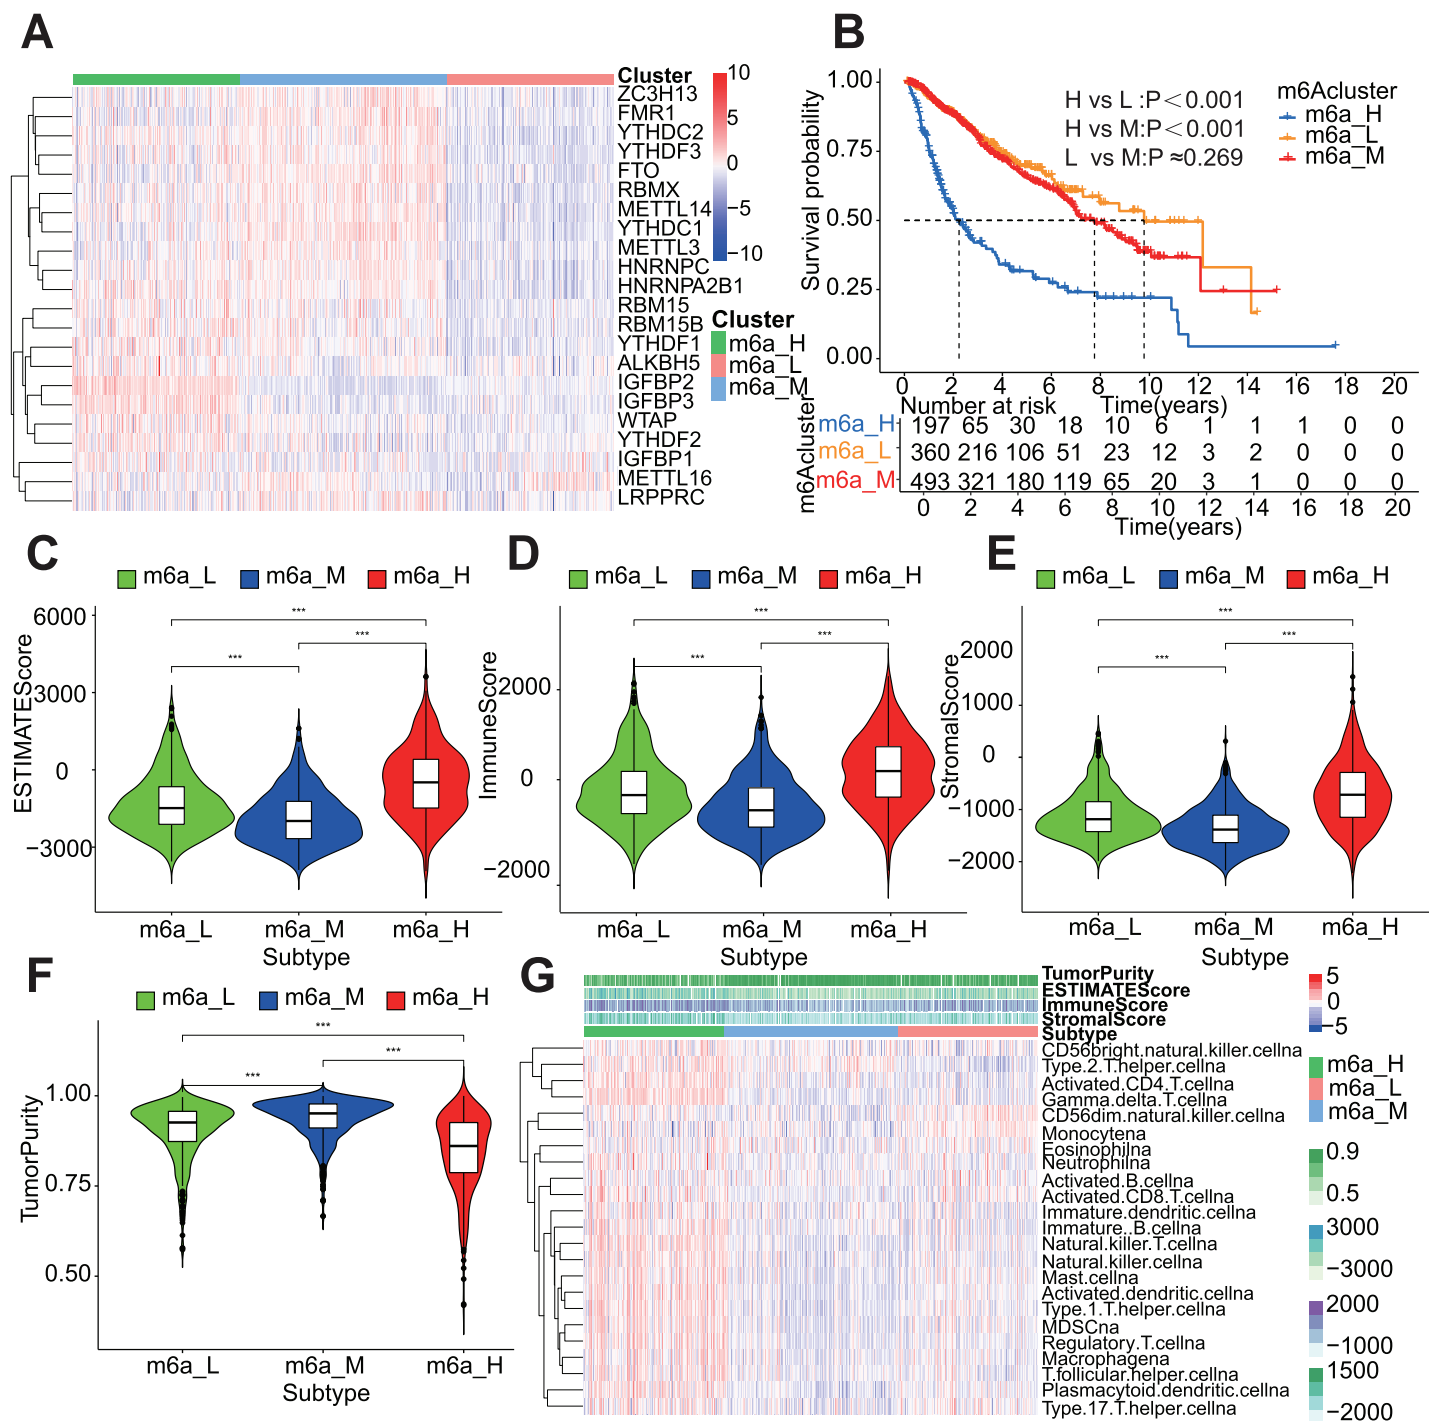 A
Cluster
ZC3H13
FMR1
YTHDC2
YTHDF3
FTO
RBMX
METTL14
YTHDC1
METTL3
HNRNPC
HNRNPA2B1
RBM15
RBM15B
YTHDF1
ALKBH5
IGFBP2
IGFBP3
WTAP
YTHDF2
IGFBP1
METTL16
LRPPRC
10
5
0
−5
−10
Cluster
m6a_H
m6a_L
m6a_M
B
Survival probability
1.00
0.75
0.50
0.25
0.00
H vs L :P<0.001
H vs M:P<0.001
L vs M:P ≈0.269
m6Acluster
m6a_H
m6a_L
m6a_M
0 2 4 6 8 10 12 14 16 18 20
Number at risk
Time(years)
m6Acluster
m6a_H 197 65 30 18 10 6 1 1 1 0 0
m6a_L 360 216 106 51 23 12 3 2 0 0 0
m6a_M 493 321 180 119 65 20 3 1 0 0 0
0 2 4 6 8 10 12 14 16 18 20
Time(years)
C
m6a_L m6a_M m6a_H
ESTIMATEScore
6000
3000
0
−3000
*** *** ***
m6a_L m6a_M m6a_H
Subtype
D
m6a_L m6a_M m6a_H
ImmuneScore
2000
0
−2000
*** *** ***
m6a_L m6a_M m6a_H
Subtype
E
m6a_L m6a_M m6a_H
StromalScore
2000
1000
0
−1000
−2000
*** *** ***
m6a_L m6a_M m6a_H
Subtype
F
m6a_L m6a_M m6a_H
TumorPurity
1.00
0.75
0.50
*** *** ***
m6a_L m6a_M m6a_H
Subtype
G
TumorPurity
ESTIMATEScore
ImmuneScore
StromalScore
Subtype
CD56bright.natural.killer.cellna
Type.2.T.helper.cellna
Activated.CD4.T.cellna
Gamma.delta.T.cellna
CD56dim.natural.killer.cellna
Monocytena
Eosinophilna
Neutrophilna
Activated.B.cellna
Activated.CD8.T.cellna
Immature.dendritic.cellna
Immature..B.cellna
Natural.killer.T.cellna
Natural.killer.cellna
Mast.cellna
Activated.dendritic.cellna
Type.1.T.helper.cellna
MDSCna
Regulatory.T.cellna
Macrophagena
T.follicular.helper.cellna
Plasmacytoid.dendritic.cellna
Type.17.T.helper.cellna
5
0
−5
m6a_H
m6a_L
m6a_M
0.9
0.5
3000
−3000
2000
−1000
1500
−2000